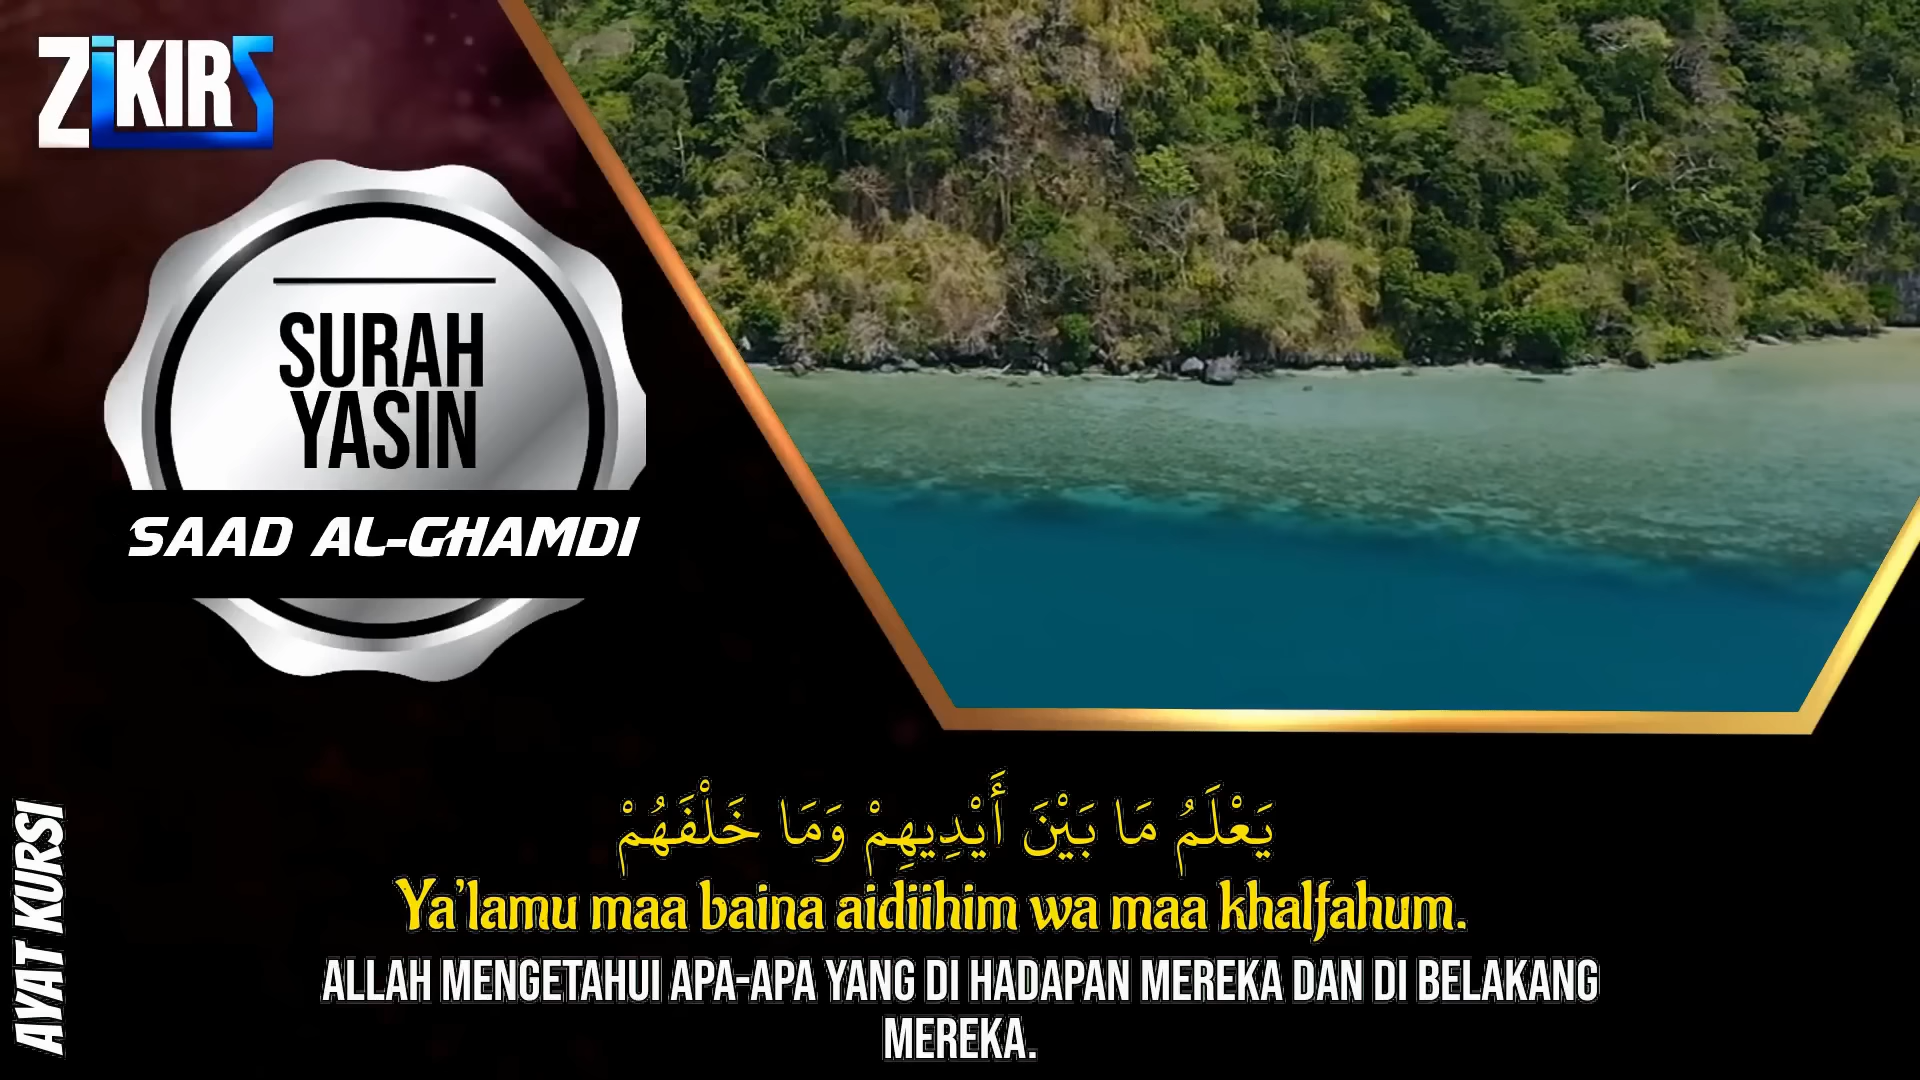 ZIKIR
SURAH
YASIN
SAAD AL-GHAMDI
AYAT KURSI
يَعْلَمُ مَا بَيْنَ أَيْدِيهِمْ وَمَا خَلْفَهُمْ
Ya'lamu maa baina aidiihim wa maa khalfahum.
ALLAH MENGETAHUI APA-APA YANG DI HADAPAN MEREKA DAN DI BELAKANG
MEREKA.